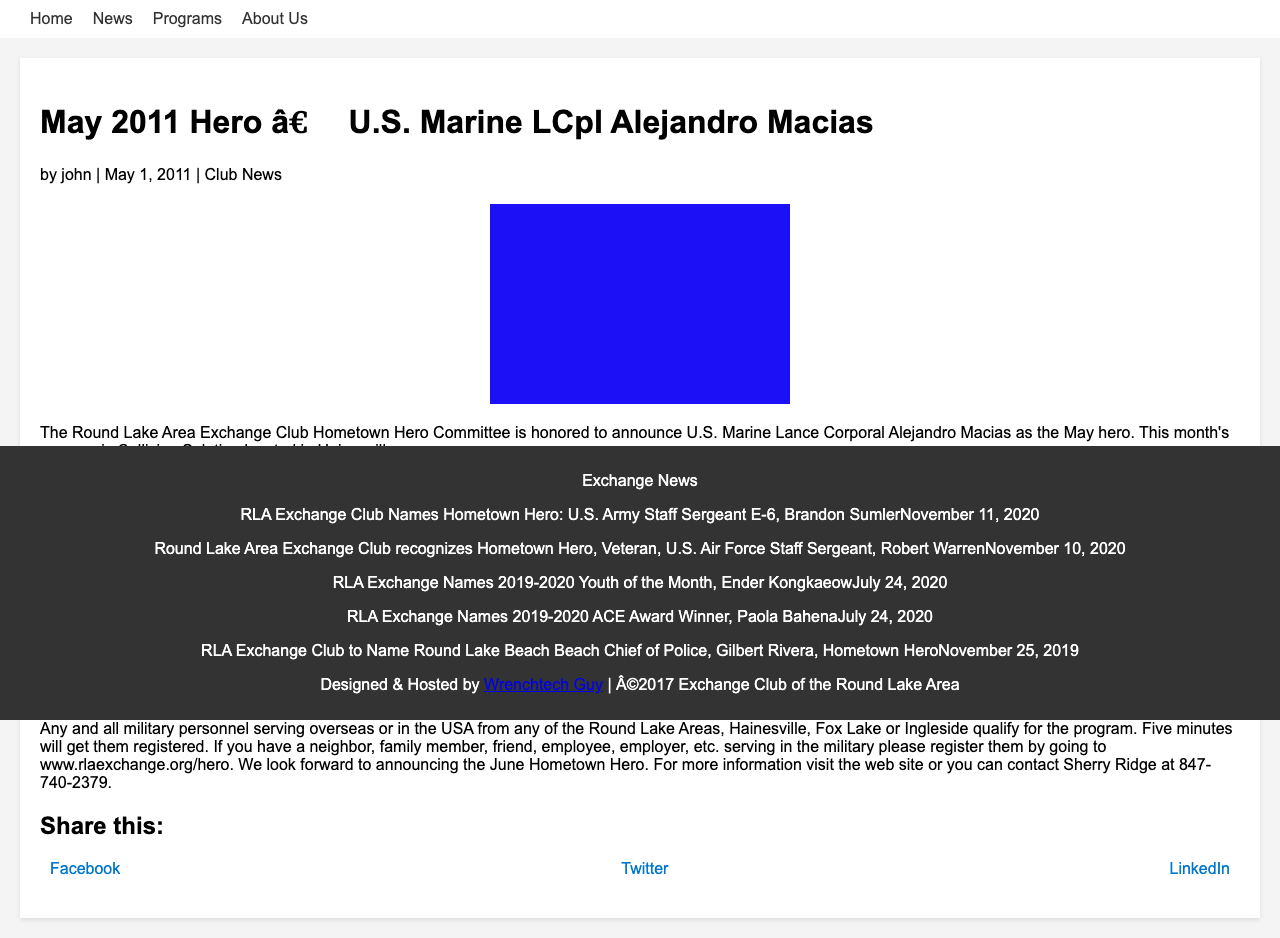 Home News Programs About Us
May 2011 Hero â€ U.S. Marine LCpl Alejandro Macias
by john | May 1, 2011 | Club News
The Round Lake Area Exchange Club Hometown Hero Committee is honored to announce U.S. Marine Lance Corporal Alejandro Macias as the May hero. This month's
Exchange News
RLA Exchange Club Names Hometown Hero: U.S. Army Staff Sergeant E-6, Brandon SumlerNovember 11, 2020
Round Lake Area Exchange Club recognizes Hometown Hero, Veteran, U.S. Air Force Staff Sergeant, Robert WarrenNovember 10, 2020
RLA Exchange Names 2019-2020 Youth of the Month, Ender KongkaeowJuly 24, 2020
RLA Exchange Names 2019-2020 ACE Award Winner, Paola BahenaJuly 24, 2020
RLA Exchange Club to Name Round Lake Beach Beach Chief of Police, Gilbert Rivera, Hometown HeroNovember 25, 2019
Designed & Hosted by Wrenchtech Guy | Â©2017 Exchange Club of the Round Lake Area
Any and all military personnel serving overseas or in the USA from any of the Round Lake Areas, Hainesville, Fox Lake or Ingleside qualify for the program. Five minutes
will get them registered. If you have a neighbor, family member, friend, employee, employer, etc. serving in the military please register them by going to
www.rlaexchange.org/hero. We look forward to announcing the June Hometown Hero. For more information visit the web site or you can contact Sherry Ridge at 847-
740-2379.
Share this:
Facebook Twitter LinkedIn